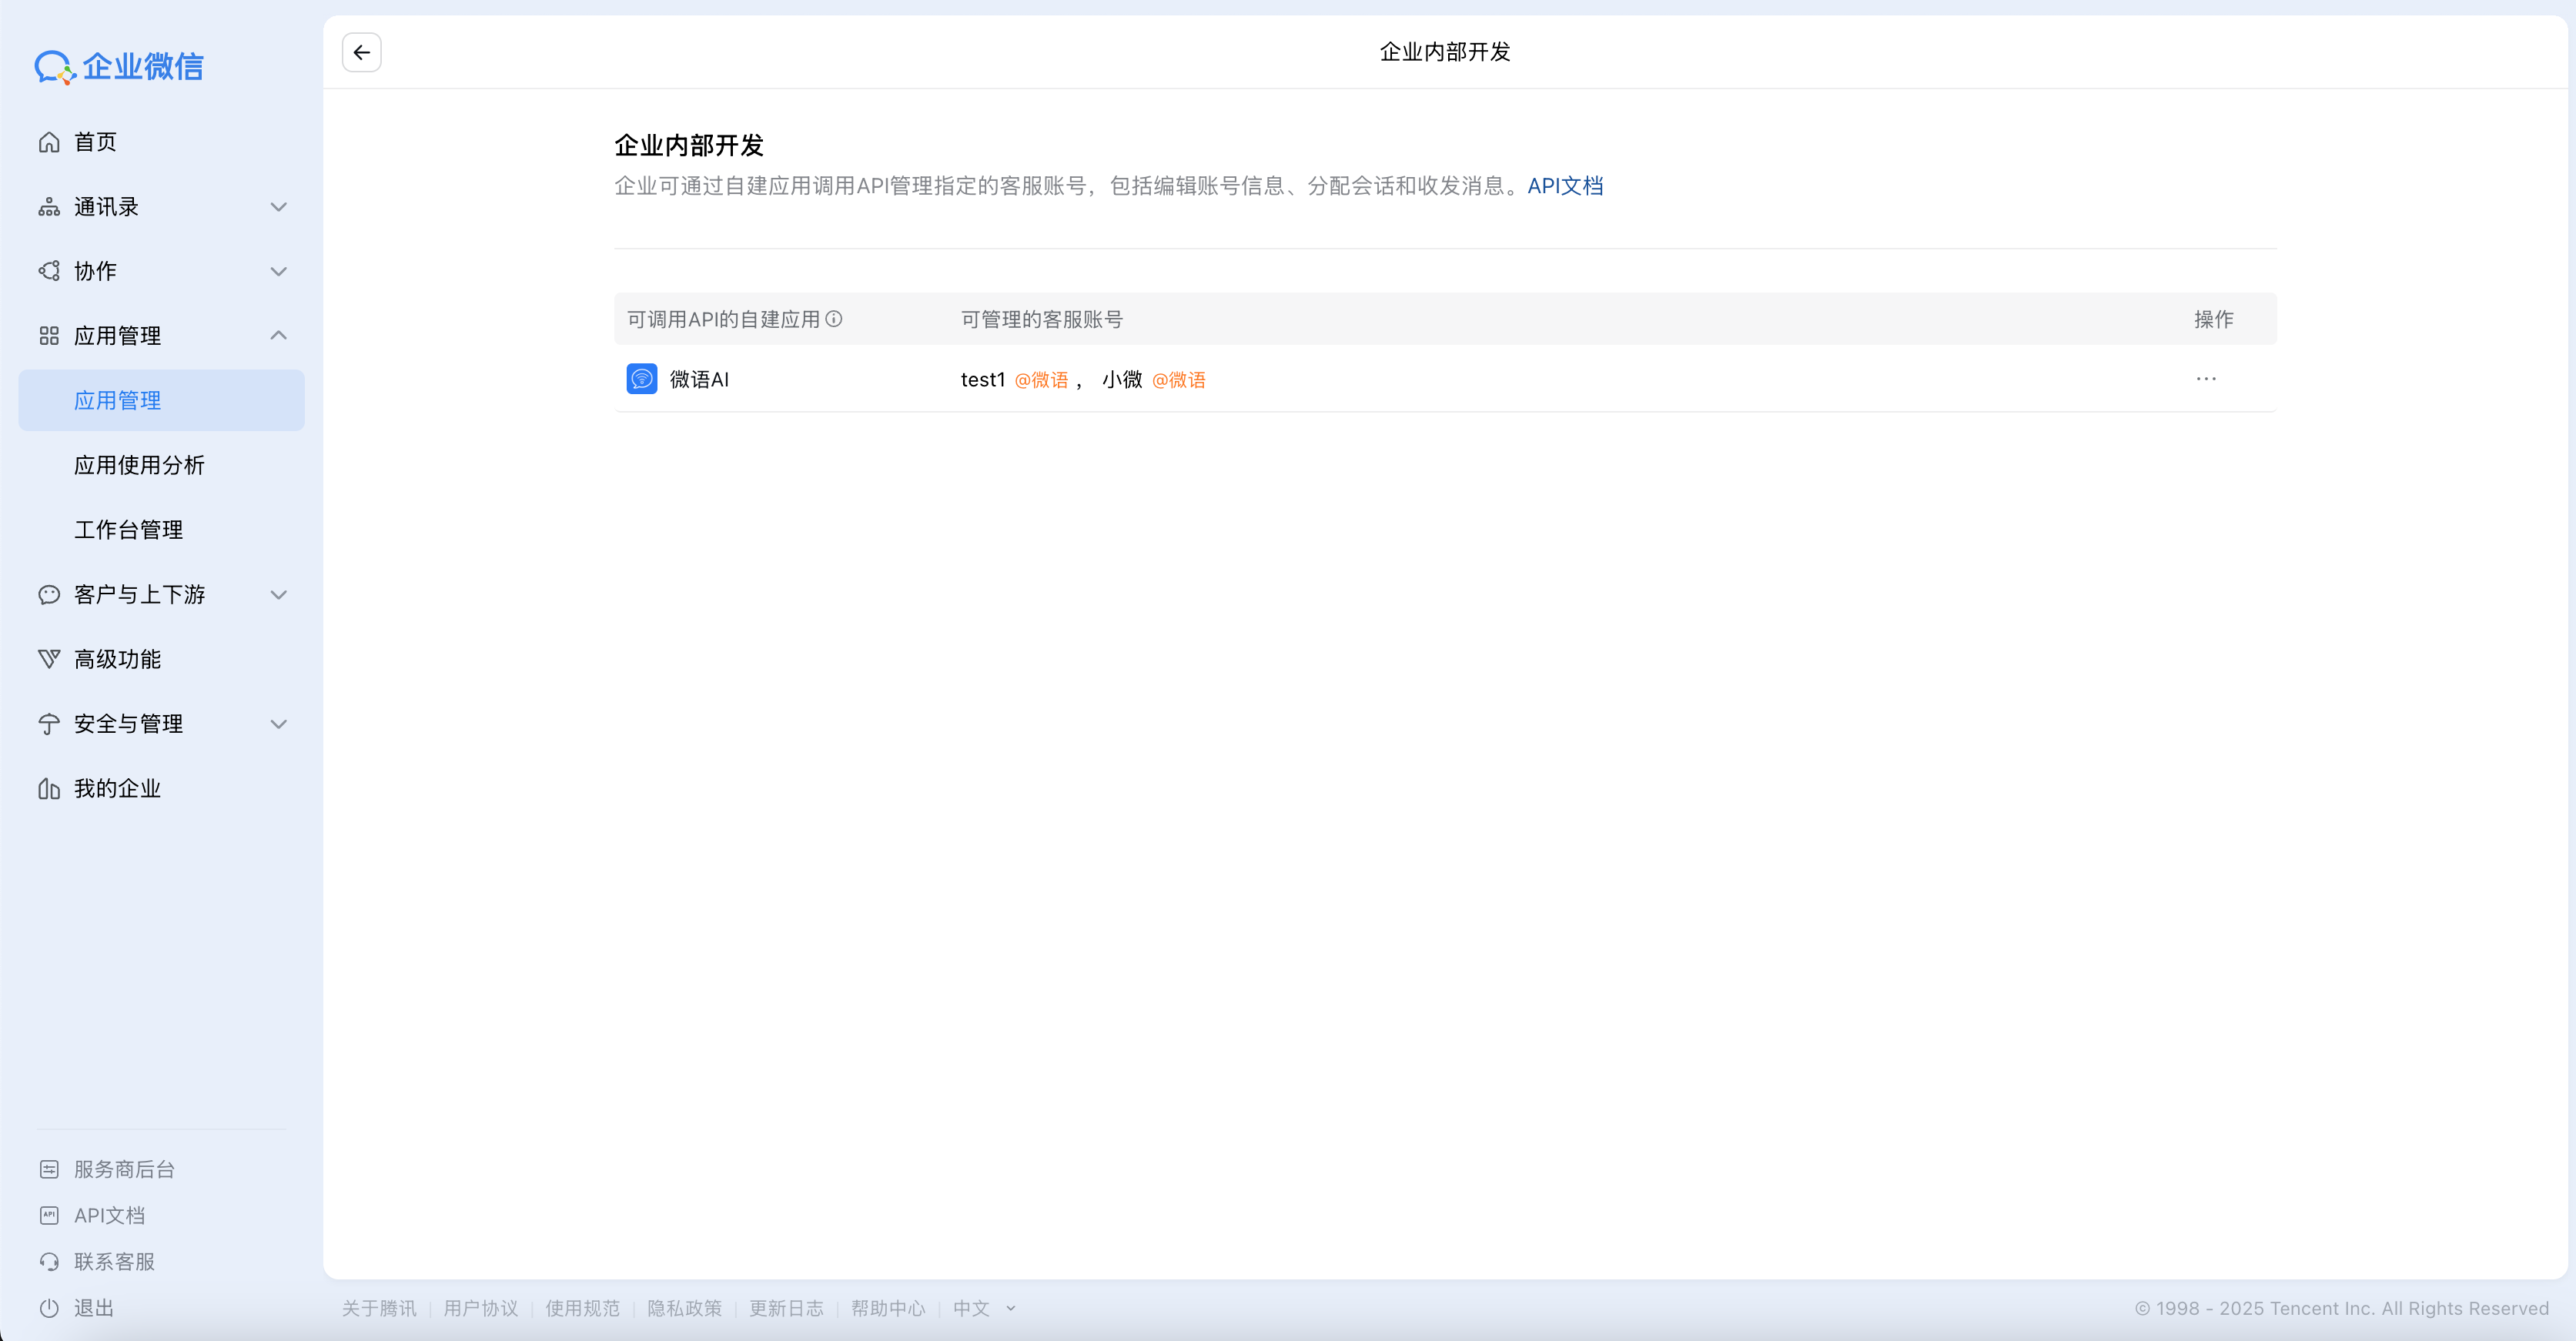 企业微信
首页
通讯录
协作
应用管理
应用管理
应用使用分析
工作台管理
客户与上下游
高级功能
安全与管理
我的企业
服务商后台
API文档
联系客服
退出
企业内部开发
企业内部开发
企业可通过自建应用调用API管理指定的客服账号，包括编辑账号信息、分配会话和收发消息。API文档
可调用API的自建应用 可管理的客服账号 操作
微语AI test1 @微语 ， 小微 @微语 ···
关于腾讯 用户协议 使用规范 隐私政策 更新日志 帮助中心 中文
© 1998 - 2025 Tencent Inc. All Rights Reserved